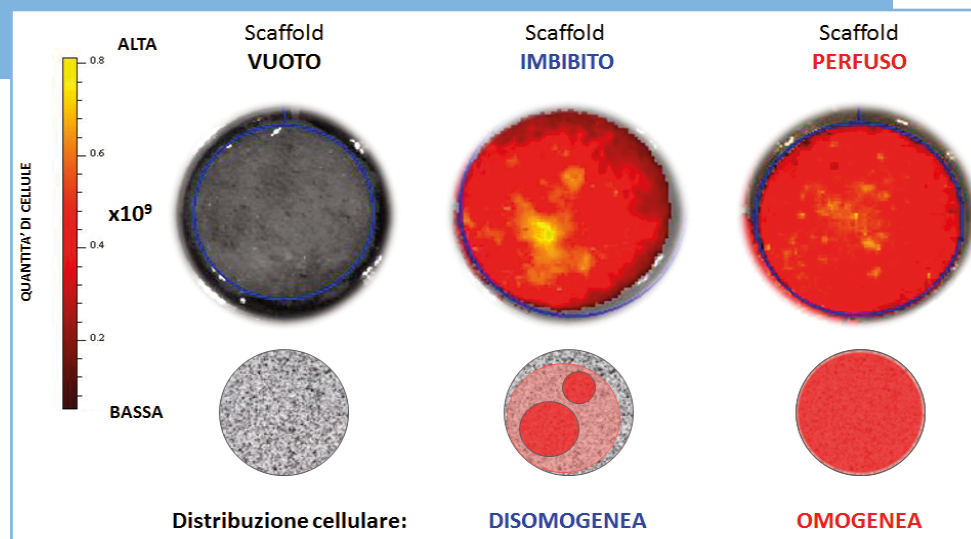 ALTA
Scaffold
VUOTO
Scaffold
IMBIBITO
Scaffold
PERFUSO
QUANTITA' DI CELLULE
0.8
0.6
x10⁹
0.4
0.2
BASSA
Distribuzione cellulare:
DISOMOGENEA
OMOGENEA